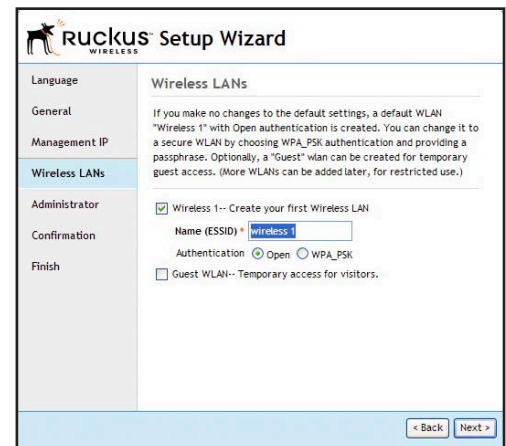 Ruckus Setup Wizard
WIRELESS
Language
General
Management IP
Wireless LANs
Administrator
Confirmation
Finish
Wireless LANs
If you make no changes to the default settings, a default WLAN
"Wireless 1" with Open authentication is created. You can change it to
a secure WLAN by choosing WPA_PSK authentication and providing a
passphrase. Optionally, a "Guest" wlan can be created for temporary
guest access. (More WLANs can be added later, for restricted use.)
Wireless 1-- Create your first Wireless LAN
Name (ESSID) * wireless 1
Authentication Open WPA_PSK
Guest WLAN-- Temporary access for visitors.
< Back Next >